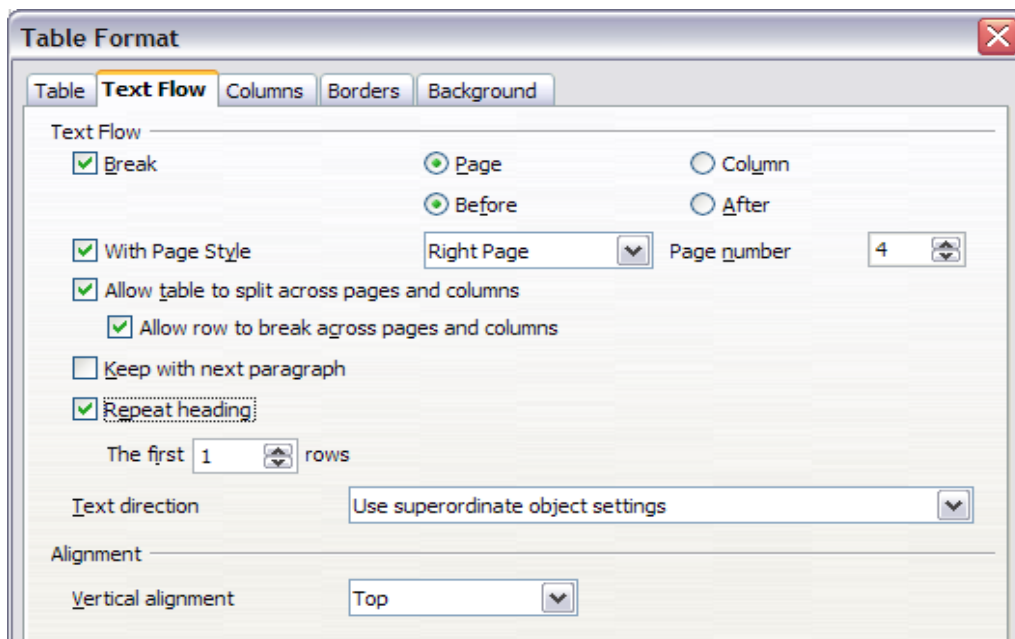 Table Format
Table Text Flow Columns Borders Background
Text Flow
Break Page Column
Before After
With Page Style Right Page Page number 4
Allow table to split across pages and columns
Allow row to break across pages and columns
Keep with next paragraph
Repeat heading
The first 1 rows
Text direction Use superordinate object settings
Alignment
Vertical alignment Top